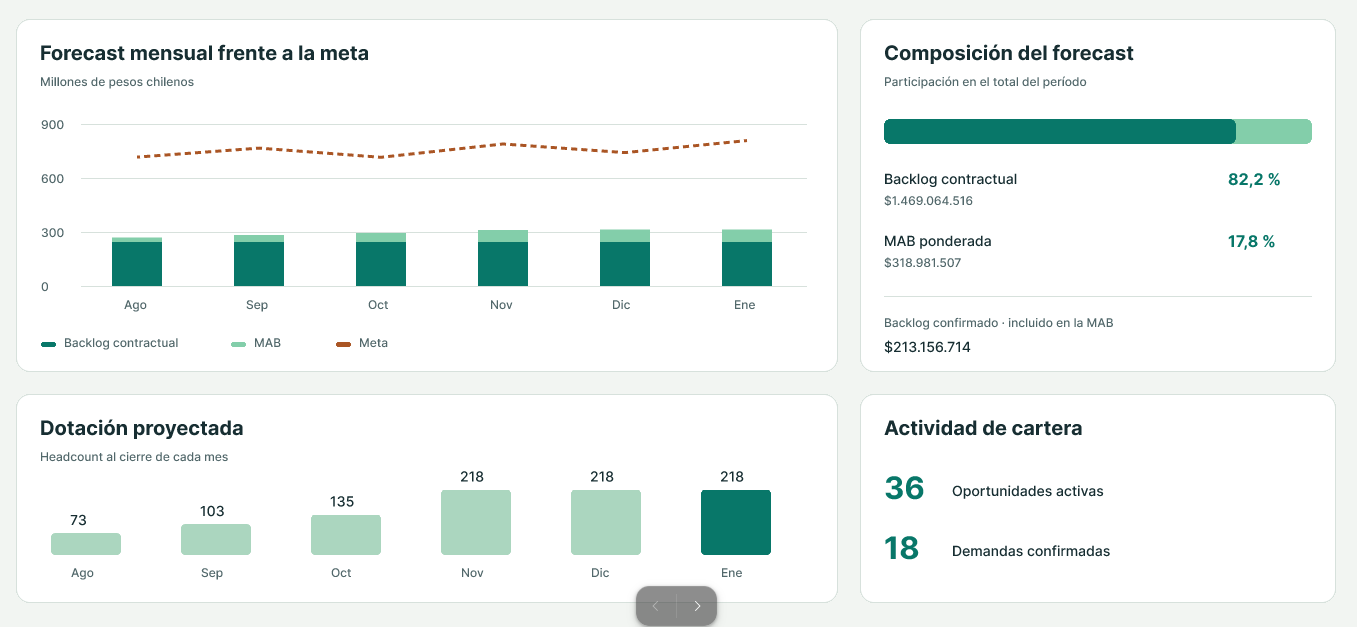 Forecast mensual frente a la meta
Millones de pesos chilenos
900
600
300
0
Ago Sep Oct Nov Dic Ene
Backlog contractual MAB Meta
Composición del forecast
Participación en el total del período
Backlog contractual 82,2 %
$1.469.064.516
MAB ponderada 17,8 %
$318.981.507
Backlog confirmado · incluido en la MAB
$213.156.714
Dotación proyectada
Headcount al cierre de cada mes
73 103 135 218 218 218
Ago Sep Oct Nov Dic Ene
Actividad de cartera
36 Oportunidades activas
18 Demandas confirmadas